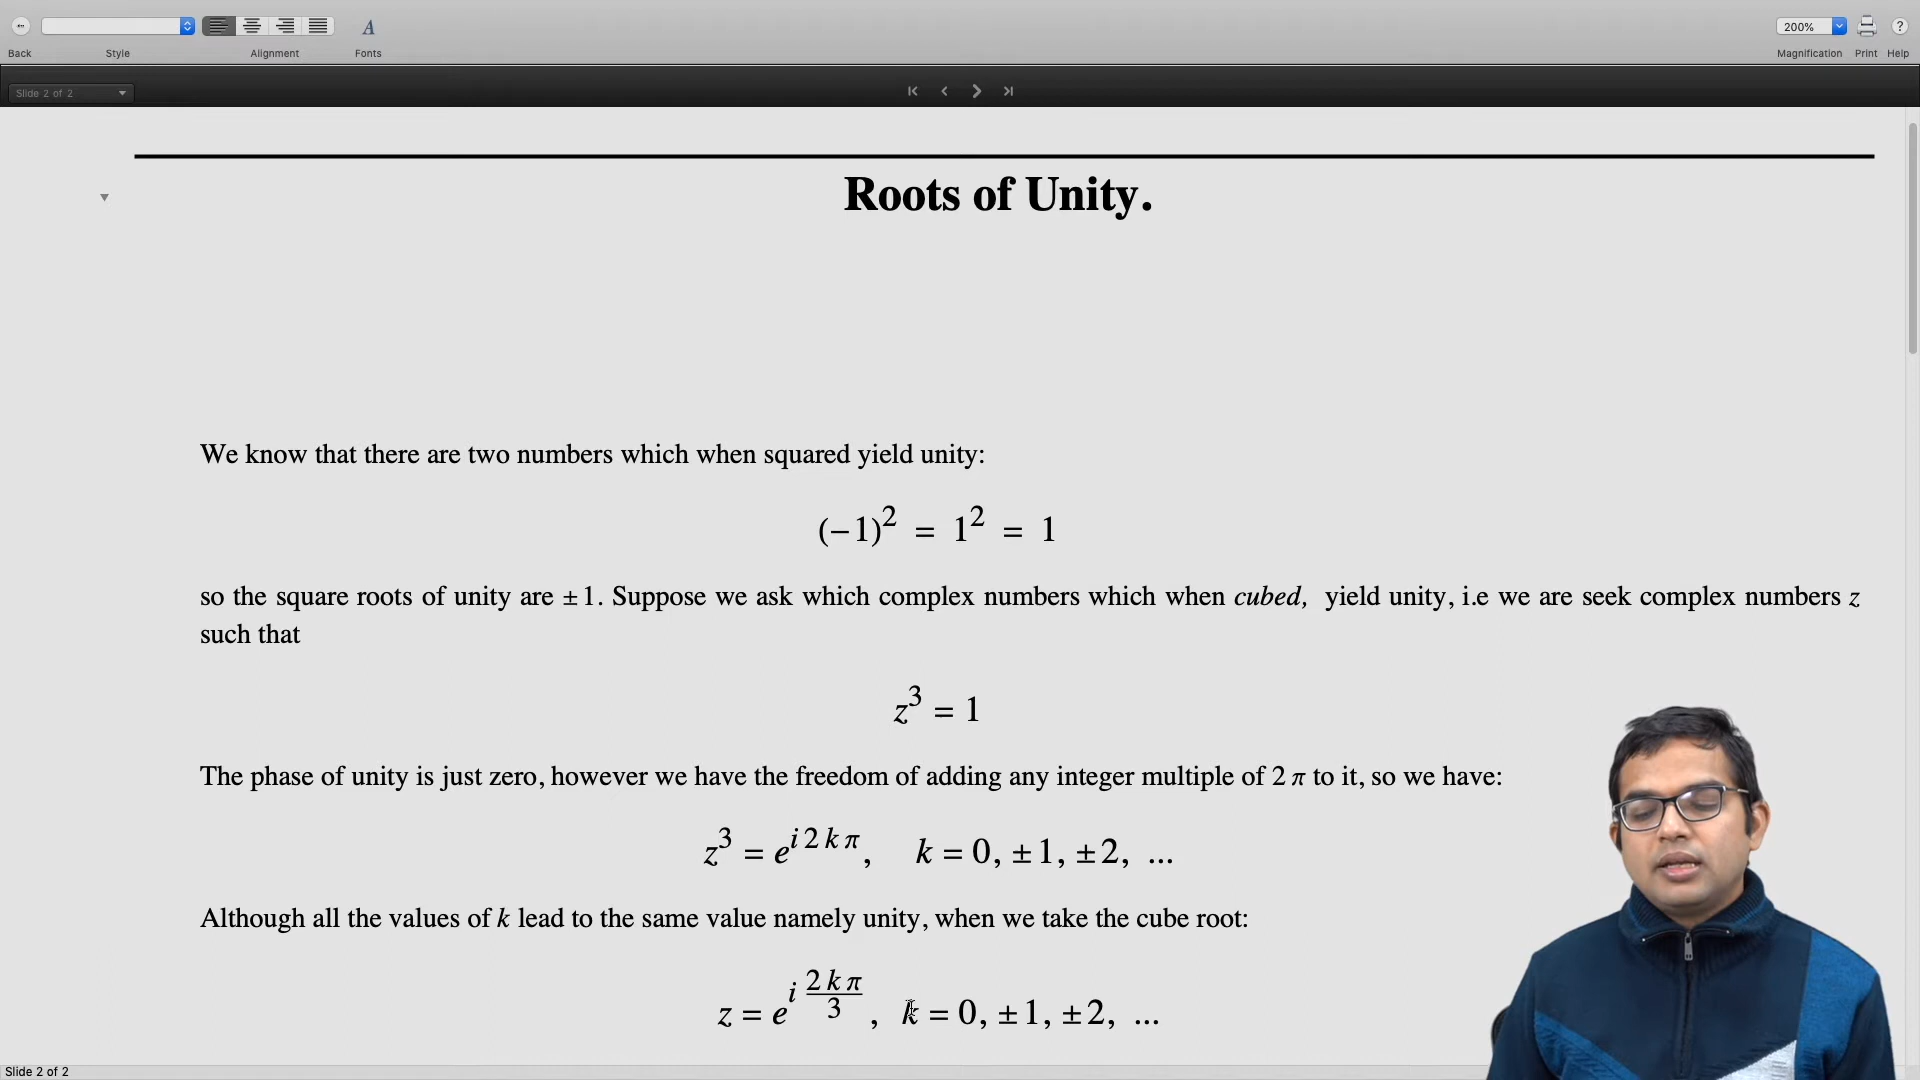 200%
Back Style Alignment Fonts Magnification Print Help
Slide 2 of 2
Roots of Unity.
We know that there are two numbers which when squared yield unity:
(−1)² = 1² = 1
so the square roots of unity are ±1. Suppose we ask which complex numbers which when cubed, yield unity, i.e we are seek complex numbers z
such that
z³ = 1
The phase of unity is just zero, however we have the freedom of adding any integer multiple of 2 π to it, so we have:
z³ = e^{i 2 k π}, k = 0, ±1, ±2, ...
Although all the values of k lead to the same value namely unity, when we take the cube root:
z = e^{i \frac{2 k π}{3}}, k = 0, ±1, ±2, ...
Slide 2 of 2